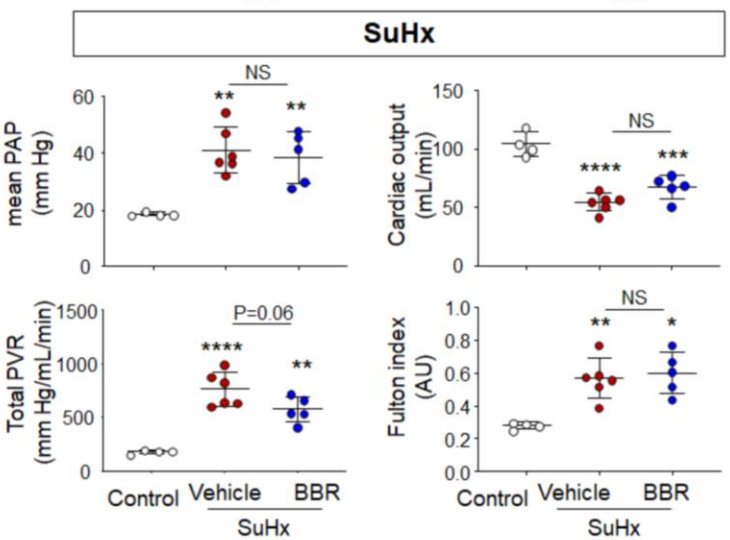 SuHx
mean PAP
(mm Hg)
60
40
20
0
NS
**
**
Cardiac output
(mL/min)
150
100
50
0
NS
****
***
Total PVR
(mm Hg/mL/min)
1500
1000
500
0
P=0.06
****
**
Control
Vehicle
BBR
SuHx
Fulton index
(AU)
1.0
0.8
0.6
0.4
0.2
0.0
NS
**
*
Control
Vehicle
BBR
SuHx